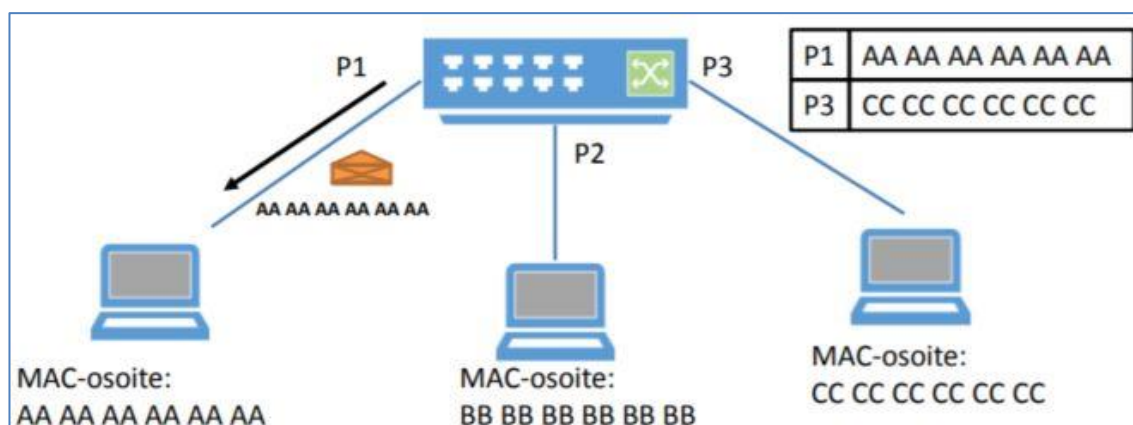 P1
P3
P1 AA AA AA AA AA AA
P3 CC CC CC CC CC CC
P2
AA AA AA AA AA AA
MAC-osoite:
AA AA AA AA AA AA
MAC-osoite:
BB BB BB BB BB BB
MAC-osoite:
CC CC CC CC CC CC